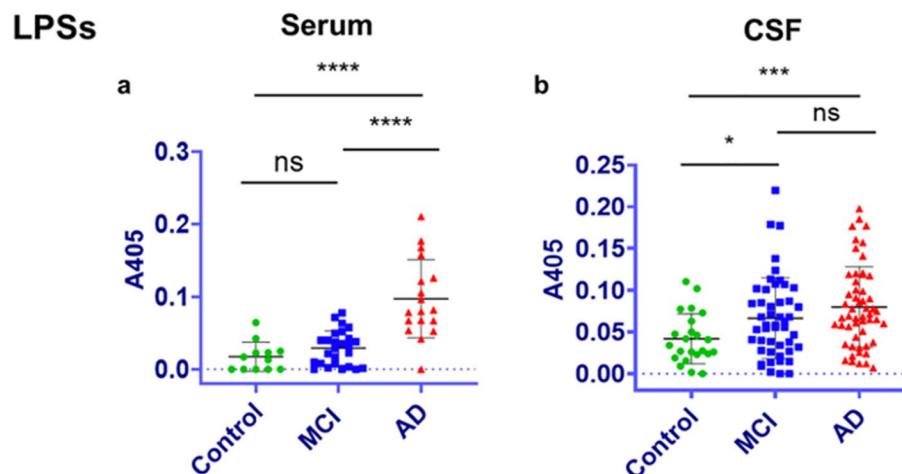 LPSs
Serum
CSF
a
****
****
ns
0.3
0.2
0.1
0.0
A405
Control
MCI
AD
b
***
ns
*
0.25
0.20
0.15
0.10
0.05
0.00
A405
Control
MCI
AD